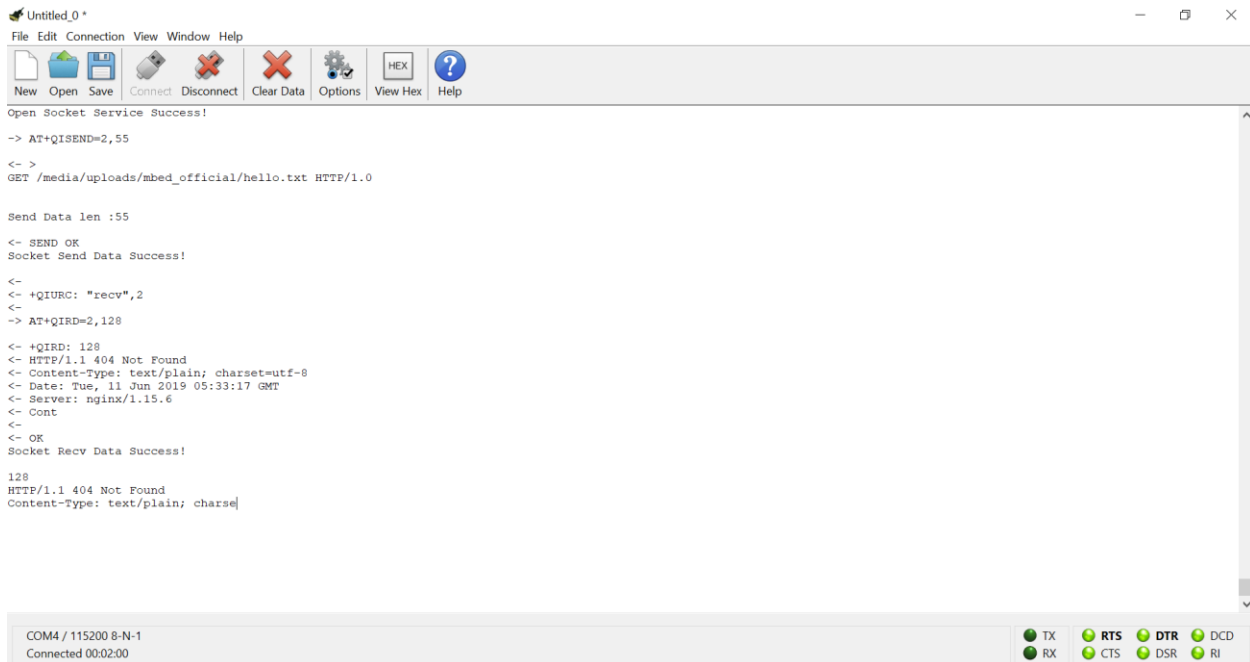 Untitled_0 *
File Edit Connection View Window Help
New Open Save Connect Disconnect Clear Data Options HEX View Hex ? Help
Open Socket Service Success!
-> AT+QISEND=2,55
<- >
GET /media/uploads/mbed_official/hello.txt HTTP/1.0
Send Data len :55
<- SEND OK
Socket Send Data Success!
<-
<- +QIURC: "recv",2
<-
-> AT+QIRD=2,128
<- +QIRD: 128
<- HTTP/1.1 404 Not Found
<- Content-Type: text/plain; charset=utf-8
<- Date: Tue, 11 Jun 2019 05:33:17 GMT
<- Server: nginx/1.15.6
<- Cont
<-
<- OK
Socket Recv Data Success!
128
HTTP/1.1 404 Not Found
Content-Type: text/plain; charse
COM4 / 115200 8-N-1
Connected 00:02:00
TX RTS DTR DCD
RX CTS DSR RI